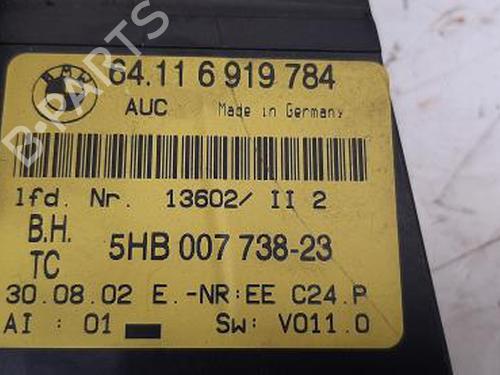 BMW
64.11 6 919 784
AUC Made in Germany
lfd. Nr. 13602/ II 2
B.H. 5HB 007 738-23
TC
30.08.02 E.-NR:EE C24.P
AI : 01 Sw: V011.0
B-PARTS